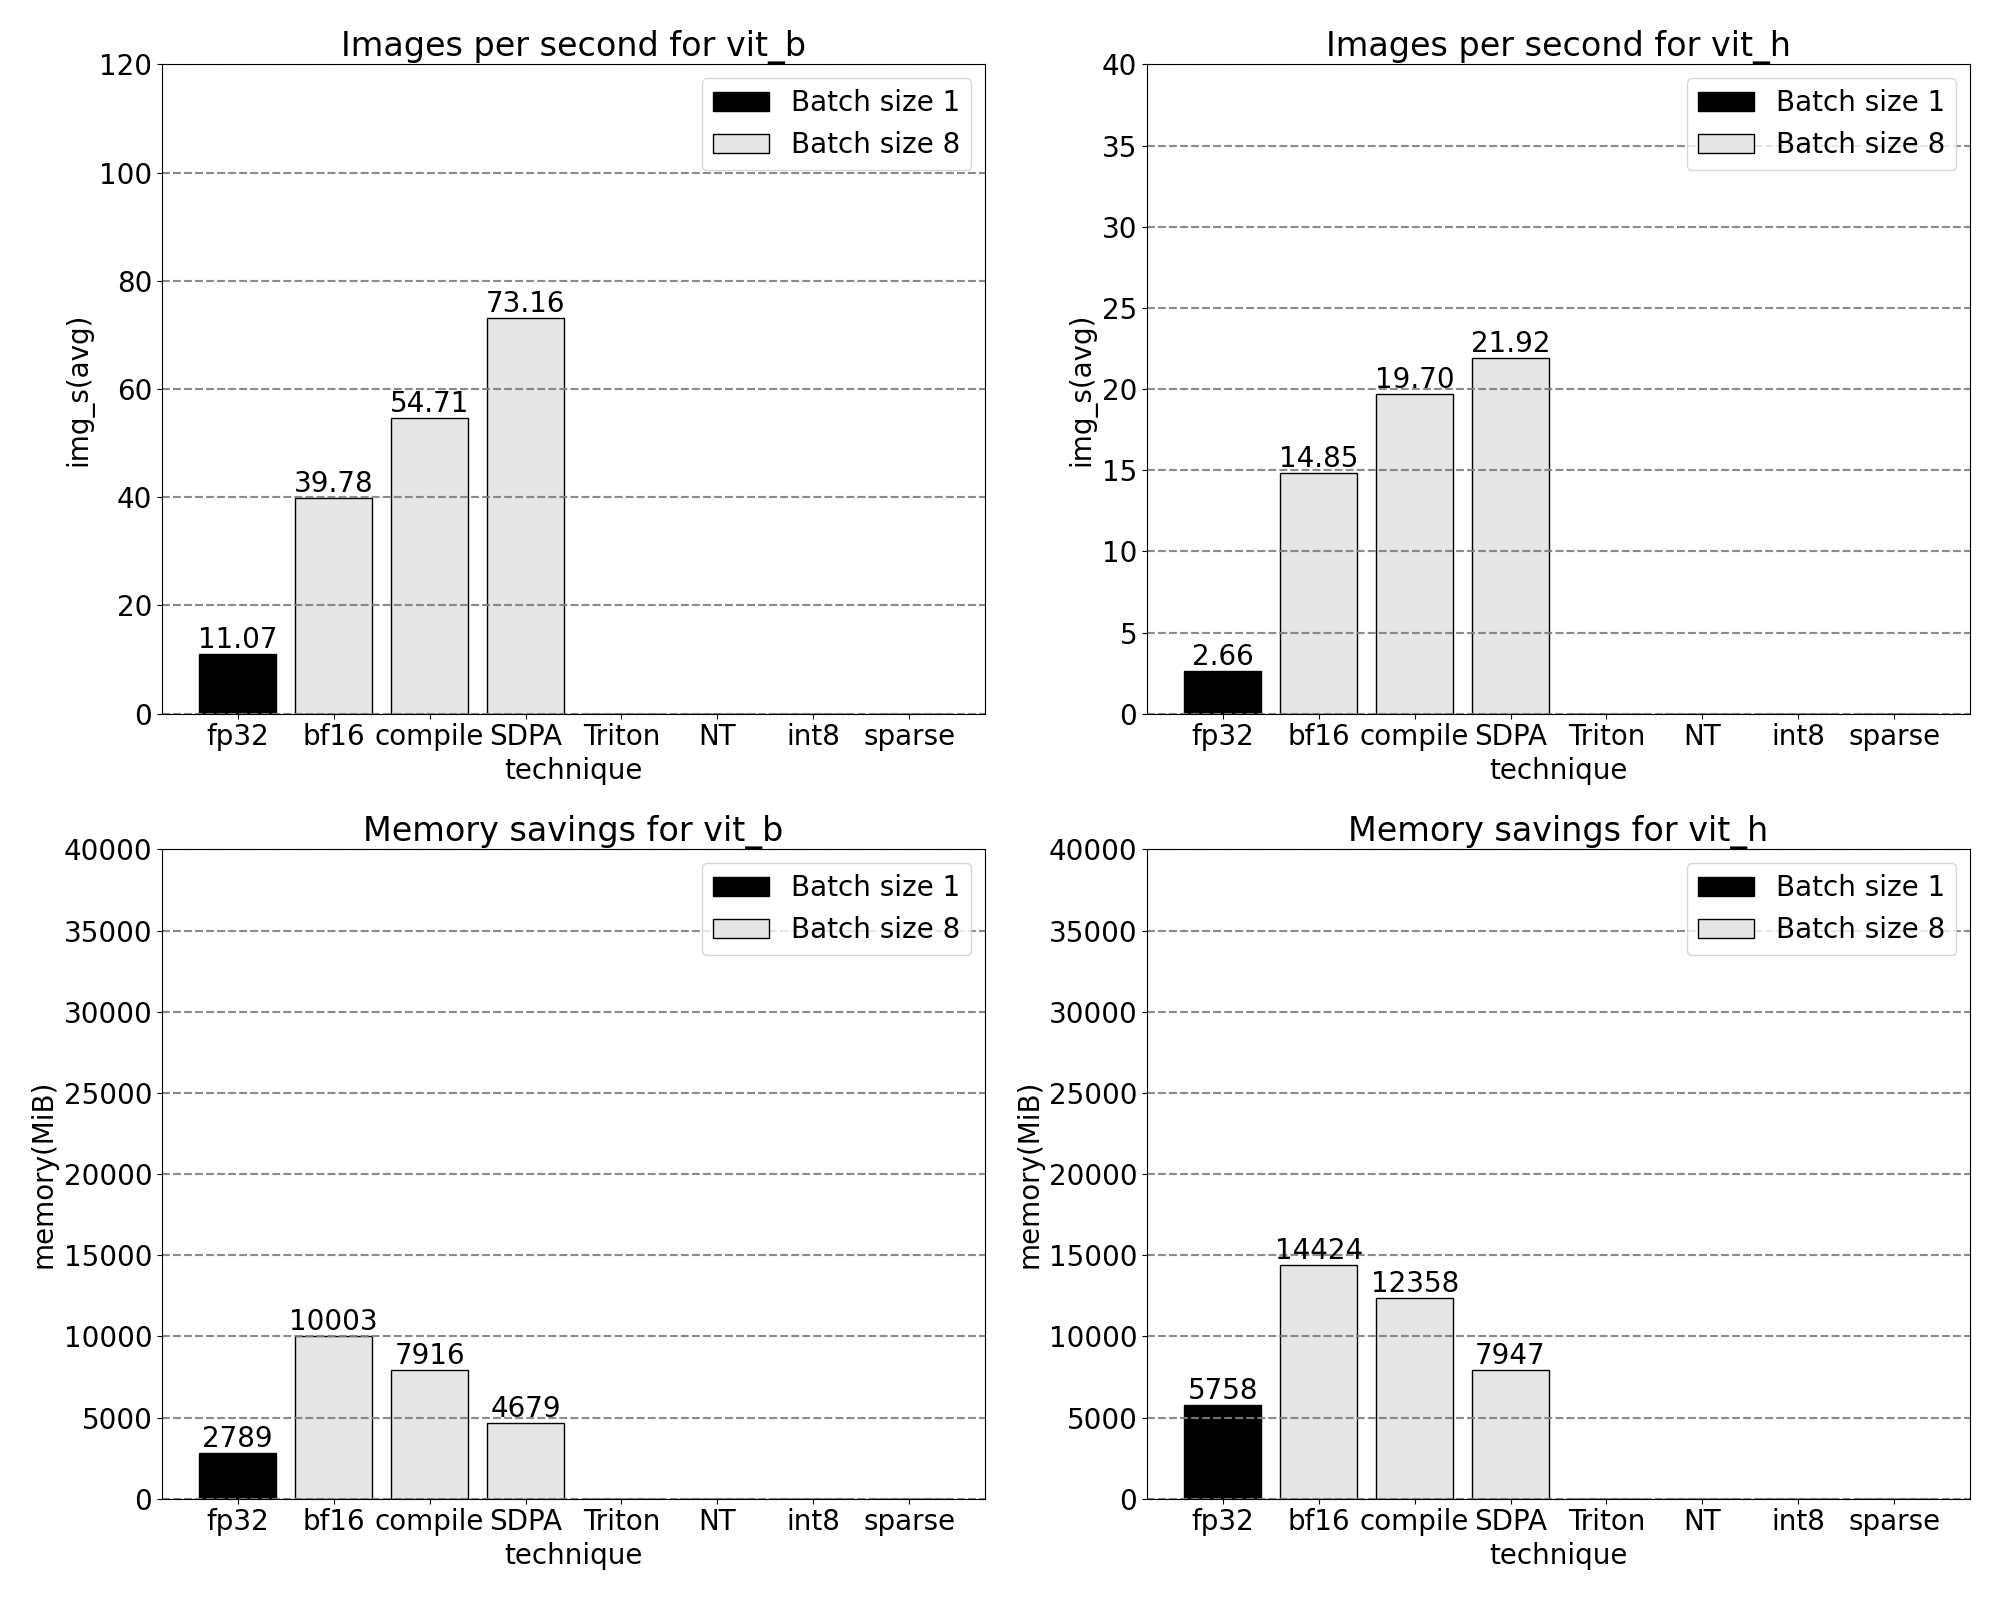 Images per second for vit_b
120
100
80
60
40
20
0
img_s(avg)
Batch size 1
Batch size 8
11.07
39.78
54.71
73.16
fp32 bf16 compile SDPA Triton NT int8 sparse
technique
Images per second for vit_h
40
35
30
25
20
15
10
5
0
img_s(avg)
Batch size 1
Batch size 8
2.66
14.85
19.70
21.92
fp32 bf16 compile SDPA Triton NT int8 sparse
technique
Memory savings for vit_b
40000
35000
30000
25000
20000
15000
10000
5000
0
memory(MiB)
Batch size 1
Batch size 8
2789
10003
7916
4679
fp32 bf16 compile SDPA Triton NT int8 sparse
technique
Memory savings for vit_h
40000
35000
30000
25000
20000
15000
10000
5000
0
memory(MiB)
Batch size 1
Batch size 8
5758
14424
12358
7947
fp32 bf16 compile SDPA Triton NT int8 sparse
technique